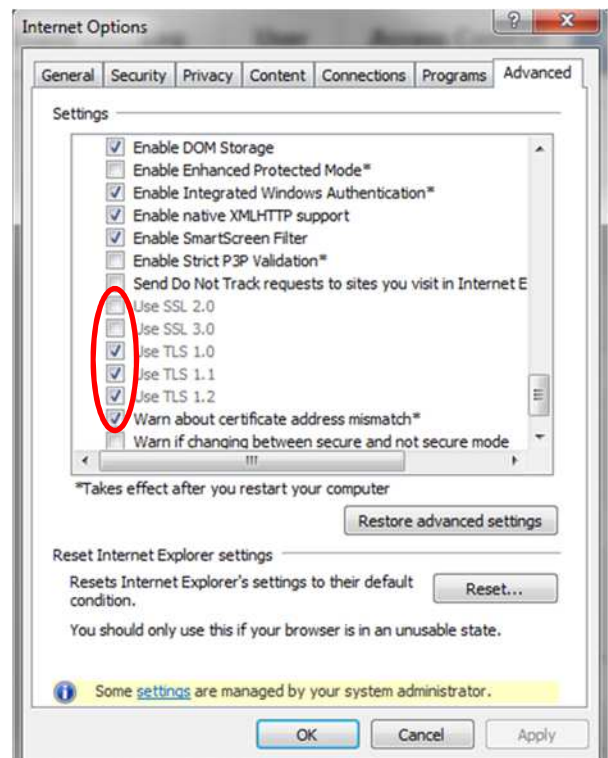 Internet Options
General Security Privacy Content Connections Programs Advanced
Settings
Enable DOM Storage
Enable Enhanced Protected Mode*
Enable Integrated Windows Authentication*
Enable native XMLHTTP support
Enable SmartScreen Filter
Enable Strict P3P Validation*
Send Do Not Track requests to sites you visit in Internet E
Use SSL 2.0
Use SSL 3.0
Use TLS 1.0
Use TLS 1.1
Use TLS 1.2
Warn about certificate address mismatch*
Warn if changing between secure and not secure mode
*Takes effect after you restart your computer
Restore advanced settings
Reset Internet Explorer settings
Resets Internet Explorer's settings to their default
condition.
Reset...
You should only use this if your browser is in an unusable state.
Some settings are managed by your system administrator.
OK Cancel Apply